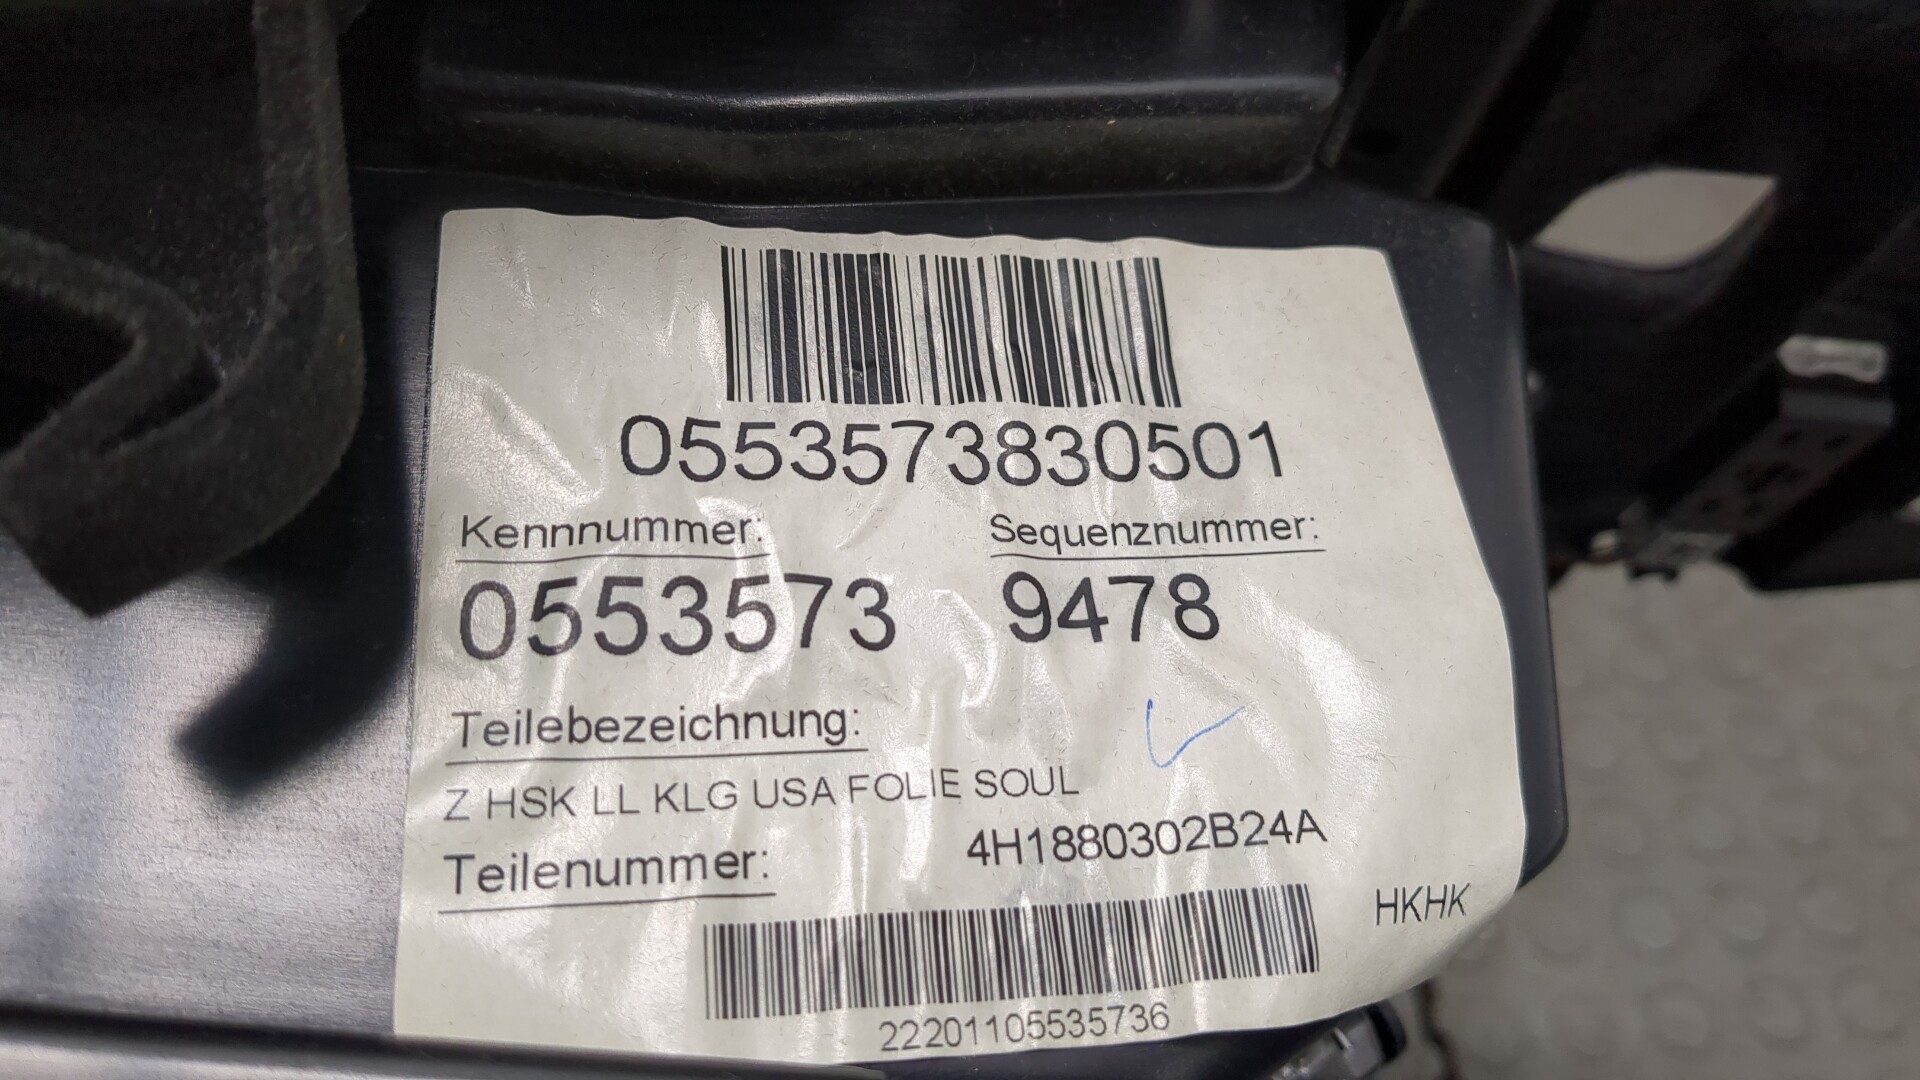 0553573830501
Kennnummer: Sequenznummer:
0553573 9478
Teilebezeichnung:
Z HSK LL KLG USA FOLIE SOUL
Teilenummer: 4H1880302B24A
HKHK
22201105535736